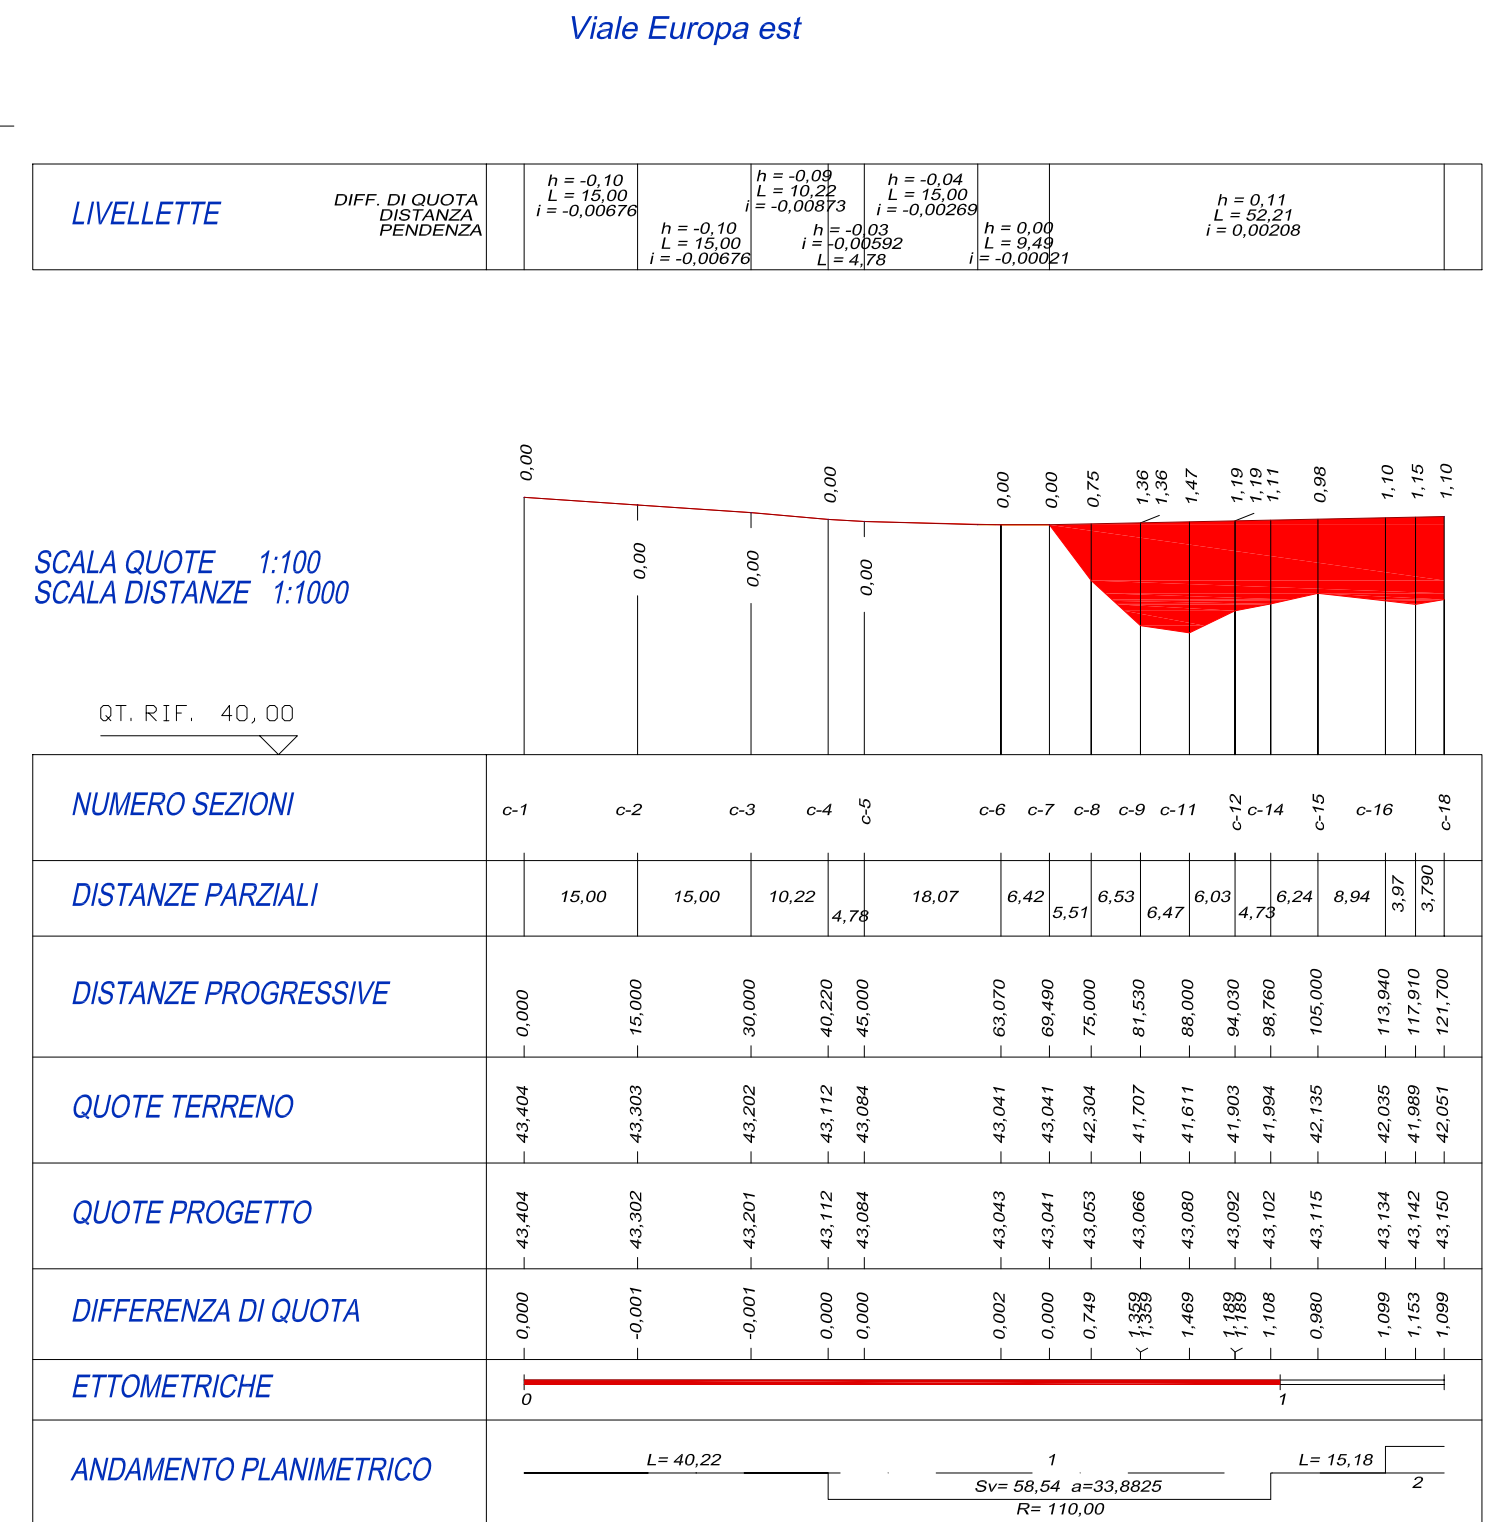 Viale Europa est
LIVELLETTE
DIFF. DI QUOTA
DISTANZA
PENDENZA
h = -0,10
L = 15,00
i = -0,00676
h = -0,10
L = 15,00
i = -0,00676
h = -0,09
L = 10,22
i = -0,00873
h = -0,03
i = -0,00592
L = 4,78
h = -0,04
L = 15,00
i = -0,00269
h = 0,00
L = 9,49
i = -0,00021
h = 0,11
L = 52,21
i = 0,00208
0,00 0,00 0,00 0,00 0,00 0,00 0,00 0,75 1,36 1,36 1,47 1,19 1,19 1,11 0,98 1,10 1,15 1,10
SCALA QUOTE 1:100
SCALA DISTANZE 1:1000
QT. RIF. 40,00
NUMERO SEZIONI
c-1 c-2 c-3 c-4 c-5 c-6 c-7 c-8 c-9 c-11 c-12 c-14 c-15 c-16 c-18
DISTANZE PARZIALI
15,00 15,00 10,22 4,78 18,07 6,42 5,51 6,53 6,47 6,03 4,73 6,24 8,94 3,97 3,790
DISTANZE PROGRESSIVE
0,000 15,000 30,000 40,220 45,000 63,070 69,490 75,000 81,530 88,000 94,030 98,760 105,000 113,940 117,910 121,700
QUOTE TERRENO
43,404 43,303 43,202 43,112 43,084 43,041 43,041 42,304 41,707 41,611 41,903 41,994 42,135 42,035 41,989 42,051
QUOTE PROGETTO
43,404 43,302 43,201 43,112 43,084 43,043 43,041 43,053 43,066 43,080 43,092 43,102 43,115 43,134 43,142 43,150
DIFFERENZA DI QUOTA
0,000 -0,001 -0,001 0,000 0,000 0,002 0,000 0,749 1,359 1,359 1,469 1,189 1,189 1,108 0,980 1,099 1,153 1,099
ETTOMETRICHE
0 1
ANDAMENTO PLANIMETRICO
L= 40,22
1
Sv= 58,54 a=33,8825
R= 110,00
L= 15,18
2